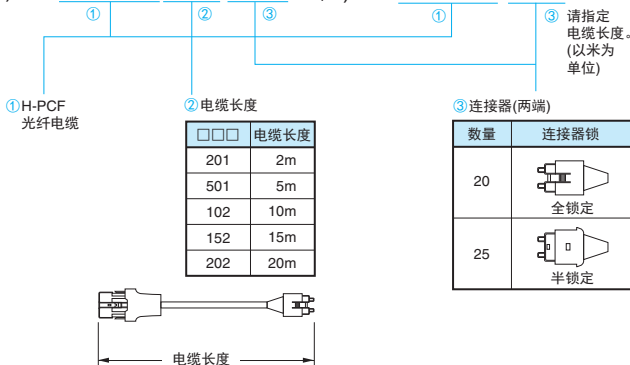 ① ② ③ ① ③ 请指定
电缆长度。
(以米为
单位)
①H-PCF
光纤电缆
②电缆长度
□□□ 电缆长度
201 2m
501 5m
102 10m
152 15m
202 20m
电缆长度
③连接器(两端)
数量 连接器锁
20 全锁定
25 半锁定